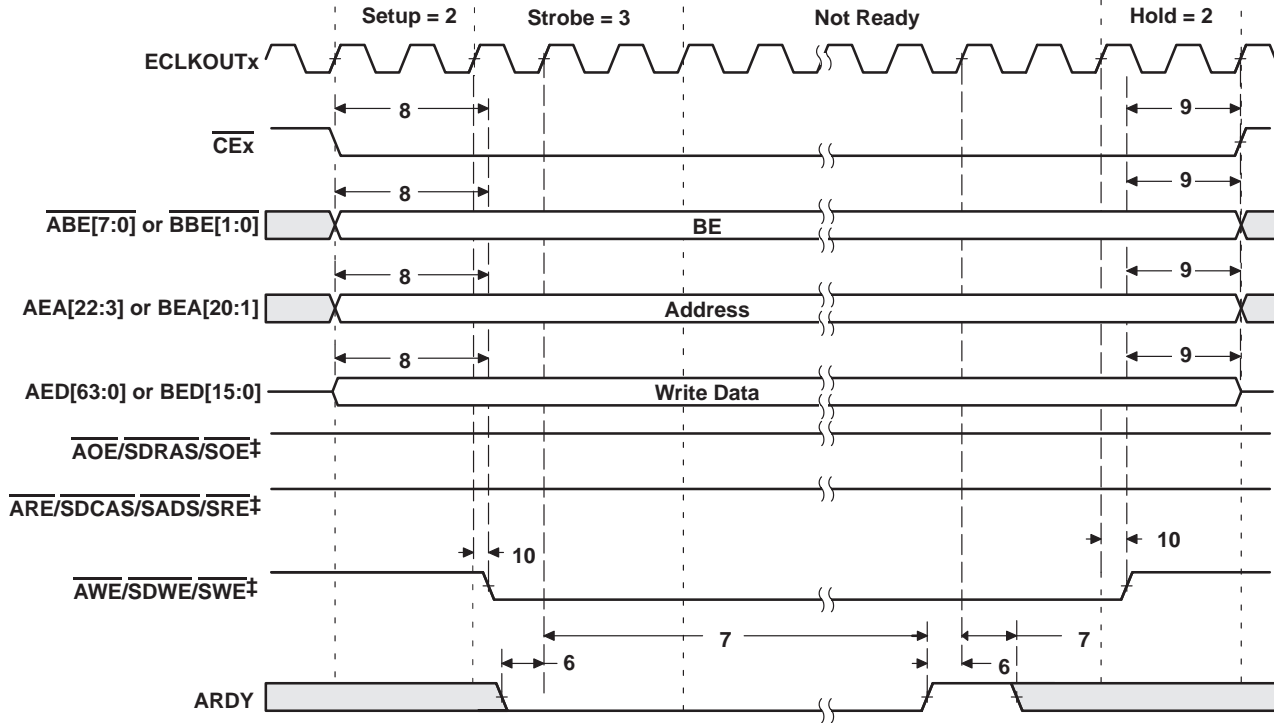 Setup = 2 Strobe = 3 Not Ready Hold = 2
ECLKOUTx
8 9
CEx
8 9
ABE[7:0] or BBE[1:0] BE
8 9
AEA[22:3] or BEA[20:1] Address
8 9
AED[63:0] or BED[15:0] Write Data
AOE/SDRAS/SOE‡
ARE/SDCAS/SADS/SRE‡
10 10
AWE/SDWE/SWE‡
7 7
6 6
ARDY